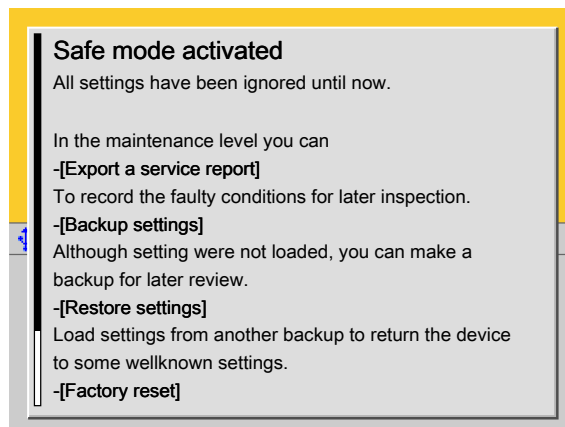 Safe mode activated
All settings have been ignored until now.
In the maintenance level you can
-[Export a service report]
To record the faulty conditions for later inspection.
-[Backup settings]
Although setting were not loaded, you can make a
backup for later review.
-[Restore settings]
Load settings from another backup to return the device
to some wellknown settings.
-[Factory reset]